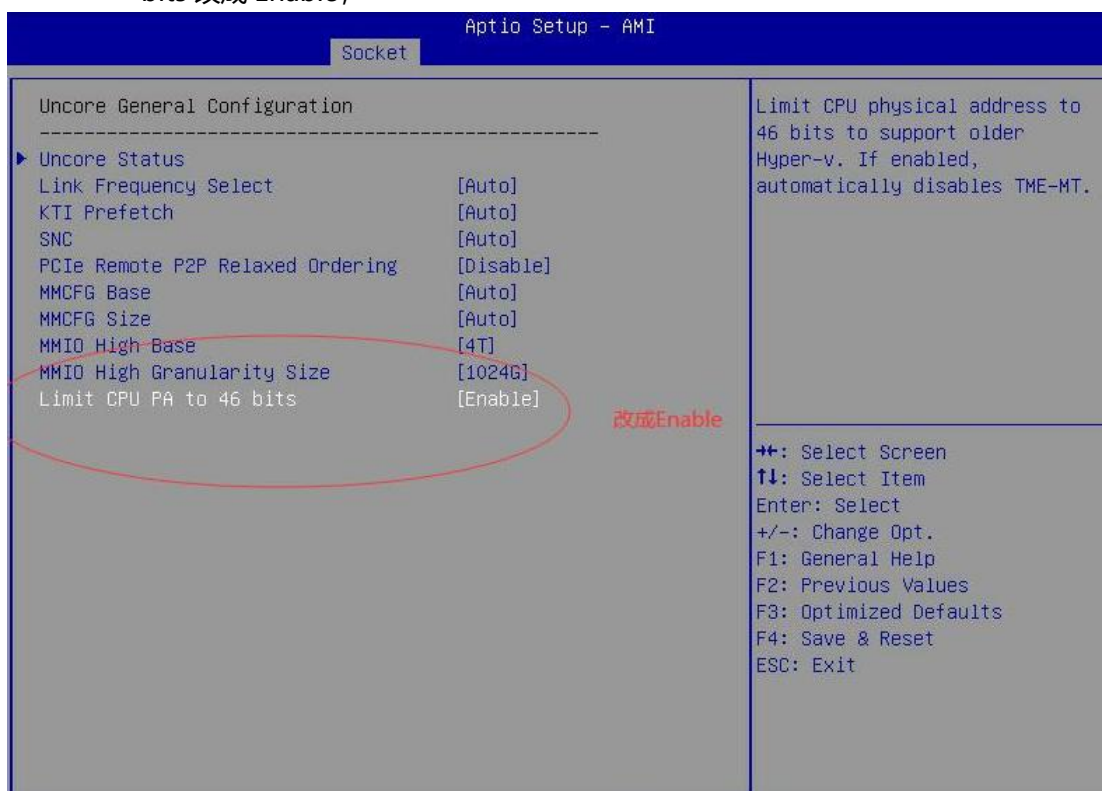 bits 改成 Enable;
Aptio Setup – AMI
Socket
Uncore General Configuration
--------------------------------------------------
Uncore Status
Link Frequency Select [Auto]
KTI Prefetch [Auto]
SNC [Auto]
PCIe Remote P2P Relaxed Ordering [Disable]
MMCFG Base [Auto]
MMCFG Size [Auto]
MMIO High Base [4T]
MMIO High Granularity Size [1024G]
Limit CPU PA to 46 bits [Enable]
改成Enable
Limit CPU physical address to
46 bits to support older
Hyper-v. If enabled,
automatically disables TME-MT.
→←: Select Screen
↑↓: Select Item
Enter: Select
+/-: Change Opt.
F1: General Help
F2: Previous Values
F3: Optimized Defaults
F4: Save & Reset
ESC: Exit